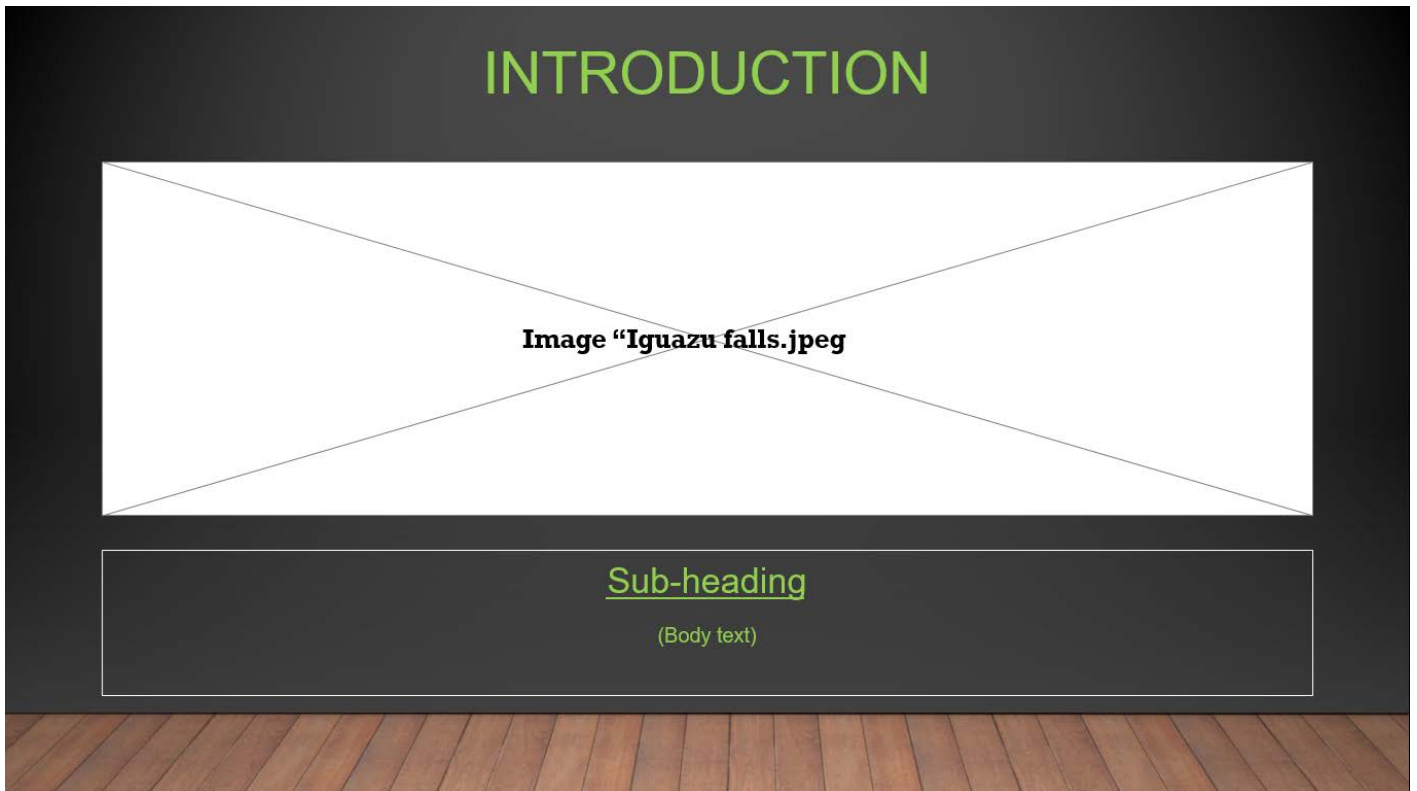 INTRODUCTION
Image “Iguazu falls.jpeg
Sub-heading
(Body text)